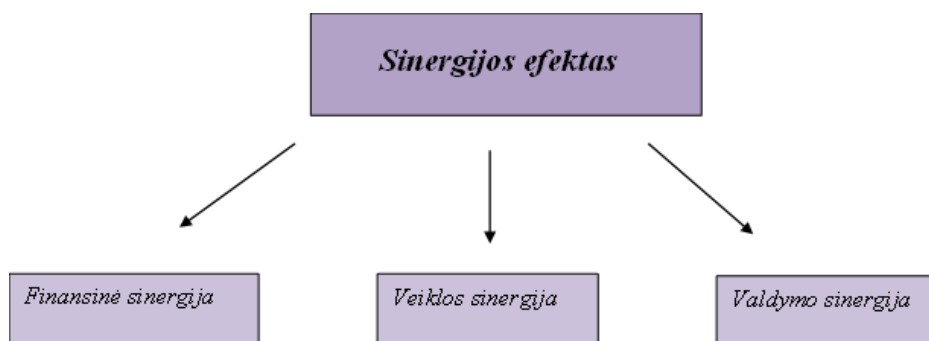 Sinergijos efektas
Finansinė sinergija
Veiklos sinergija
Valdymo sinergija